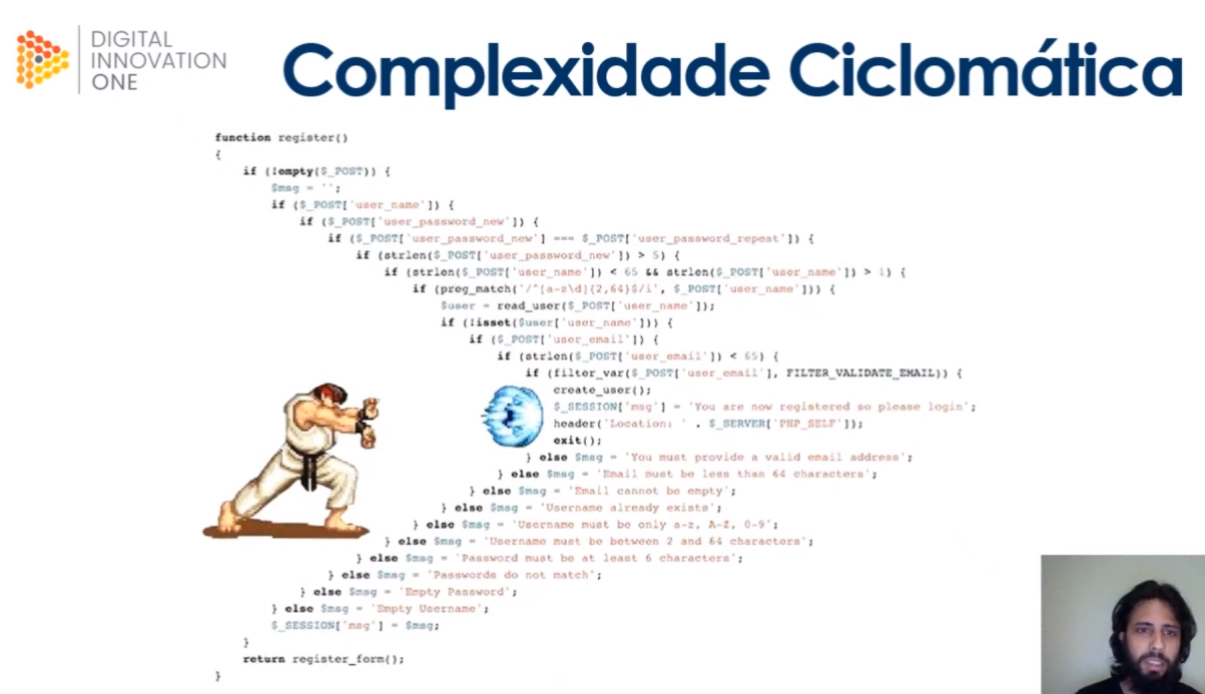 DIGITAL
INNOVATION
ONE
Complexidade Ciclomática
function register()
{
if (!empty($_POST)) {
$msg = '';
if ($_POST['user_name']) {
if ($_POST['user_password_new']) {
if ($_POST['user_password_new'] === $_POST['user_password_repeat']) {
if (strlen($_POST['user_password_new']) > 5) {
if (strlen($_POST['user_name']) < 65 && strlen($_POST['user_name']) > 1) {
if (preg_match('/^[a-z\d]{2,64}$/i', $_POST['user_name'])) {
$user = read_user($_POST['user_name']);
if (!isset($user['user_name'])) {
if ($_POST['user_email']) {
if (strlen($_POST['user_email']) < 65) {
if (filter_var($_POST['user_email'], FILTER_VALIDATE_EMAIL)) {
create_user();
$_SESSION['msg'] = 'You are now registered so please login';
header('Location: ' . $_SERVER['PHP_SELF']);
exit();
} else $msg = 'You must provide a valid email address';
} else $msg = 'Email must be less than 64 characters';
} else $msg = 'Email cannot be empty';
} else $msg = 'Username already exists';
} else $msg = 'Username must be only a-z, A-Z, 0-9';
} else $msg = 'Username must be between 2 and 64 characters';
} else $msg = 'Password must be at least 6 characters';
} else $msg = 'Passwords do not match';
} else $msg = 'Empty Password';
} else $msg = 'Empty Username';
$_SESSION['msg'] = $msg;
}
return register_form();
}